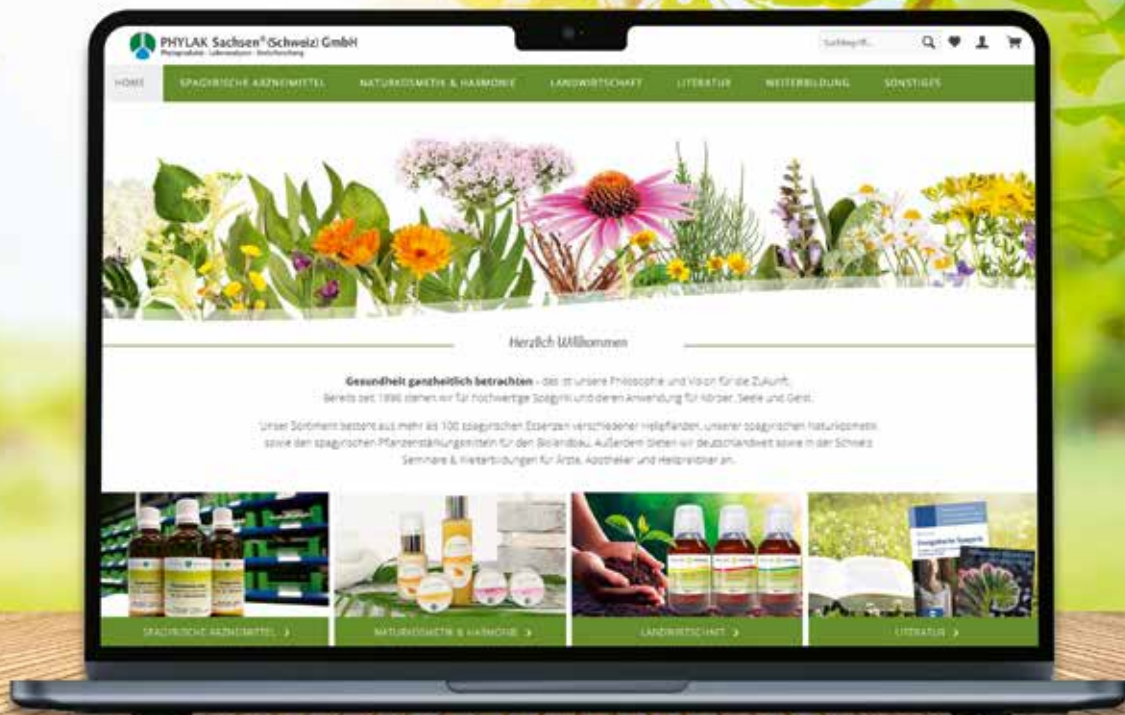 PHYLAK Sachsen® (Schweiz) GmbH
Suchbegriff...
HOME SPAGYRISCHE ARZNEIMITTEL NATURKOSMETIK & HARMONIE LANDWIRTSCHAFT LITERATUR WEITERBILDUNG SONSTIGES
Herzlich Willkommen
Gesundheit ganzheitlich betrachten - das ist unsere Philosophie und Vision für die Zukunft.
Bereits seit stehen wir für hochwertige Spagyrik und deren Anwendung für Körper, Seele und Geist.
Unser Sortiment besteht aus mehr als 100 spagyrischen Essenzen verschiedener Heilpflanzen, unserer spagyrischen Naturkosmetik
sowie den spagyrischen Pflanzenstärkungsmitteln für den Biolandbau. Außerdem bieten wir deutschlandweit sowie in der Schweiz
Seminare & Weiterbildungen für Ärzte, Apotheker und Heilpraktiker an.
Energetische Spagyrik
SPAGYRISCHE ARZNEIMITTEL > NATURKOSMETIK & HARMONIE > LANDWIRTSCHAFT > LITERATUR >